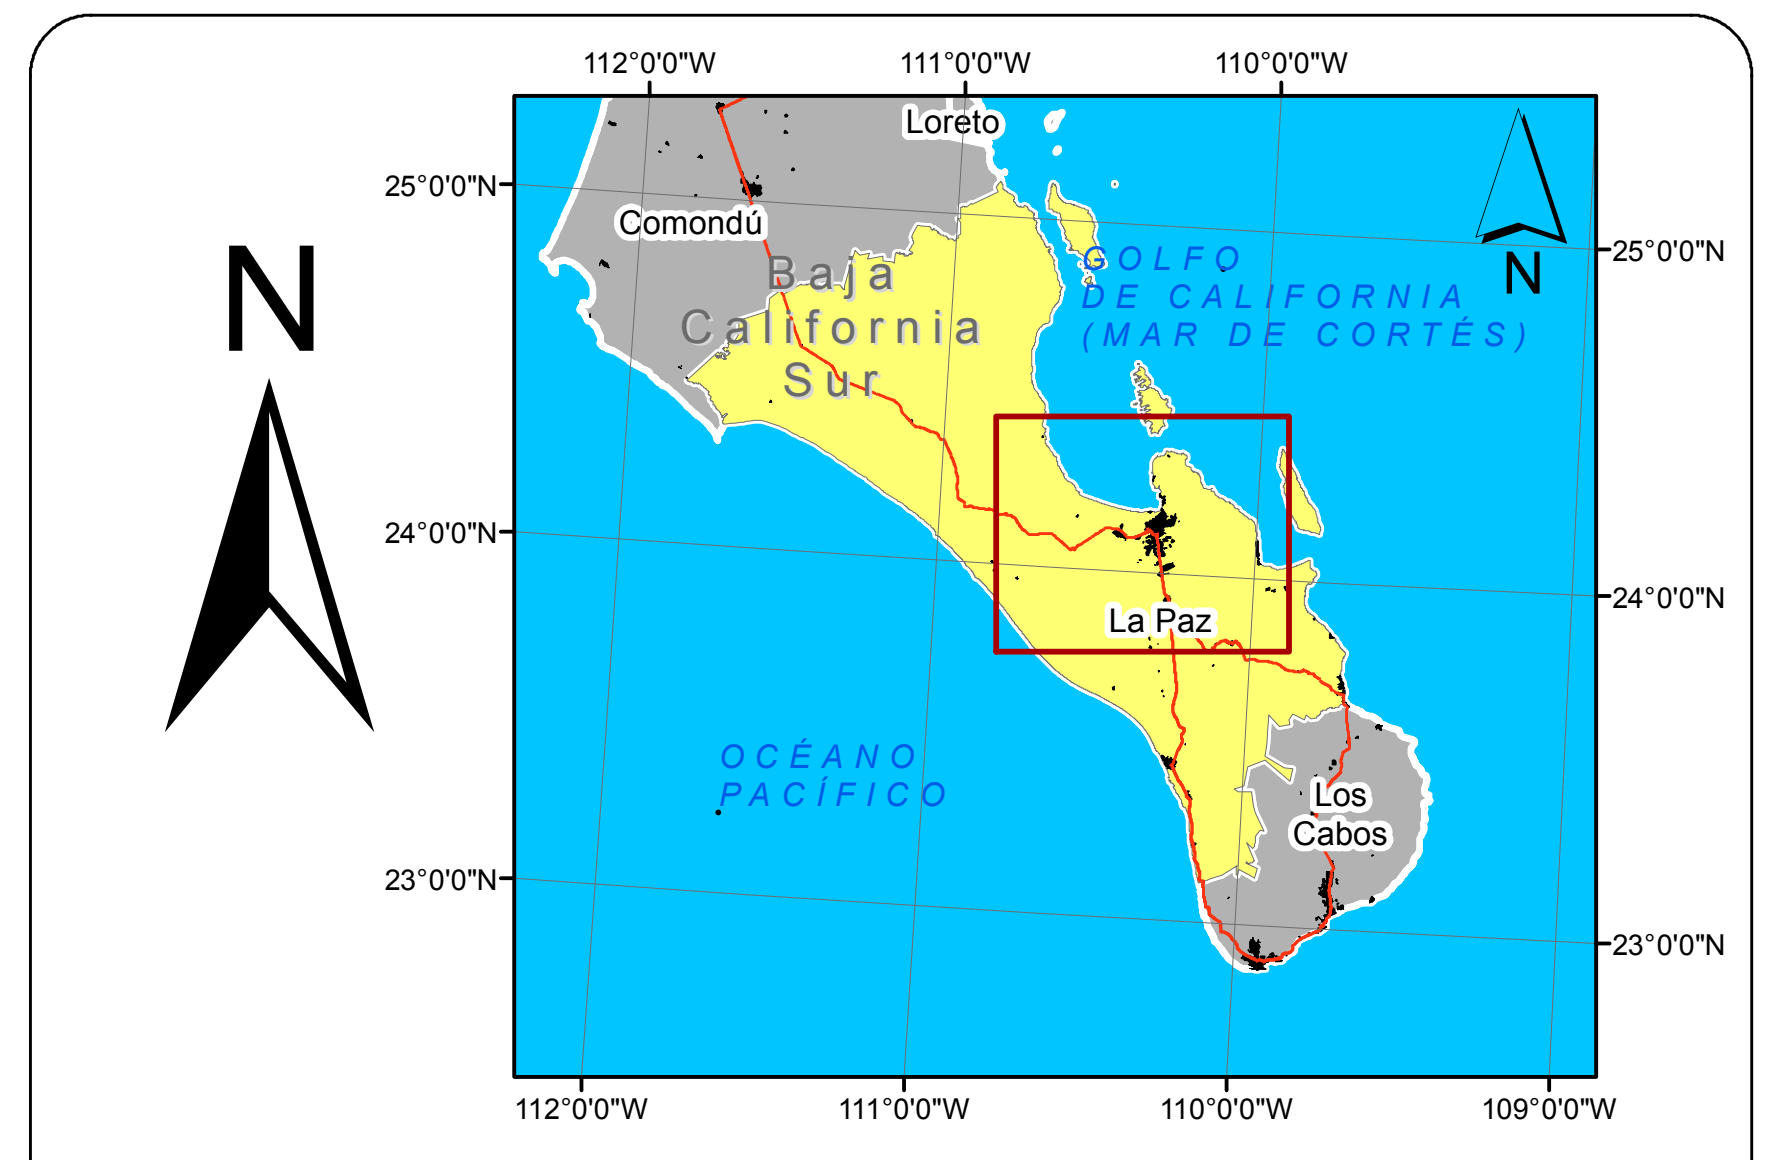 112°0'0"W
111°0'0"W
110°0'0"W
Loreto
25°0'0"N
Comondú
N
Baja
California
Sur
GOLFO
DE CALIFORNIA
(MAR DE CORTÉS)
N
25°0'0"N
24°0'0"N
La Paz
24°0'0"N
OCÉANO
PACÍFICO
Los
Cabos
23°0'0"N
23°0'0"N
112°0'0"W
111°0'0"W
110°0'0"W
109°0'0"W